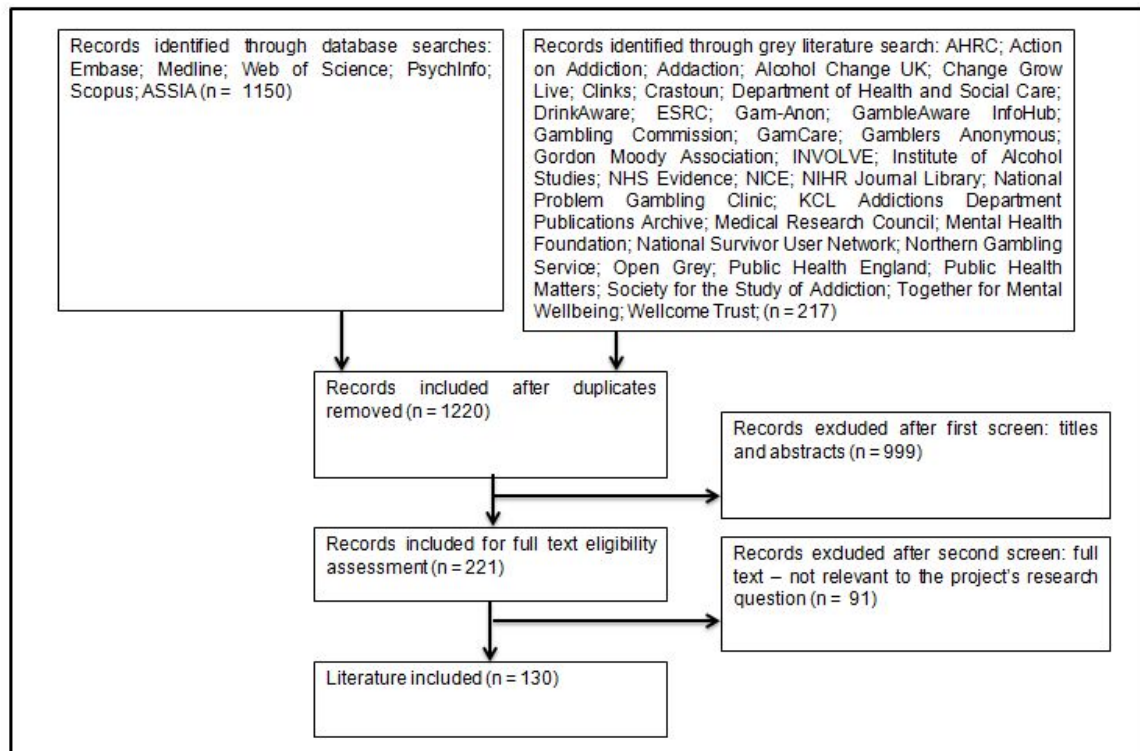 Records identified through database searches:
Embase; Medline; Web of Science; PsychInfo;
Scopus; ASSIA (n = 1150)
Records identified through grey literature search: AHRC; Action
on Addiction; Addaction; Alcohol Change UK; Change Grow
Live; Clinks; Crastoun; Department of Health and Social Care;
DrinkAware; ESRC; Gam-Anon; GambleAware InfoHub;
Gambling Commission; GamCare; Gamblers Anonymous;
Gordon Moody Association; INVOLVE; Institute of Alcohol
Studies; NHS Evidence; NICE; NIHR Journal Library; National
Problem Gambling Clinic; KCL Addictions Department
Publications Archive; Medical Research Council; Mental Health
Foundation; National Survivor User Network; Northern Gambling
Service; Open Grey; Public Health England; Public Health
Matters; Society for the Study of Addiction; Together for Mental
Wellbeing; Wellcome Trust; (n = 217)
Records included after duplicates
removed (n = 1220)
Records excluded after first screen: titles
and abstracts (n = 999)
Records included for full text eligibility
assessment (n = 221)
Records excluded after second screen: full
text – not relevant to the project's research
question (n = 91)
Literature included (n = 130)